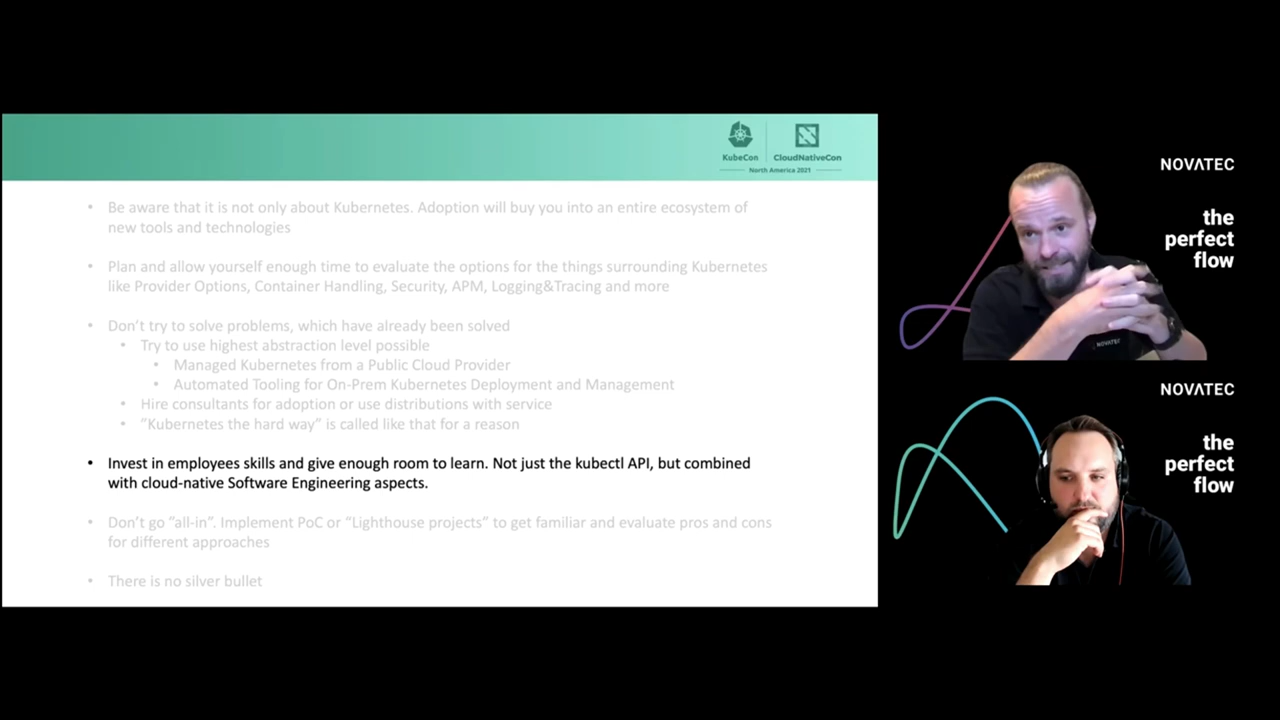 KubeCon
CloudNativeCon
North America 2021
• Be aware that it is not only about Kubernetes. Adoption will buy you into an entire ecosystem of
new tools and technologies
• Plan and allow yourself enough time to evaluate the options for the things surrounding Kubernetes
like Provider Options, Container Handling, Security, APM, Logging&Tracing and more
• Don't try to solve problems, which have already been solved
• Try to use highest abstraction level possible
• Managed Kubernetes from a Public Cloud Provider
• Automated Tooling for On-Prem Kubernetes Deployment and Management
• Hire consultants for adoption or use distributions with service
• "Kubernetes the hard way" is called like that for a reason
• Invest in employees skills and give enough room to learn. Not just the kubectl API, but combined
with cloud-native Software Engineering aspects.
• Don't go "all-in". Implement PoC or "Lighthouse projects" to get familiar and evaluate pros and cons
for different approaches
• There is no silver bullet
NOVATEC
the
perfect
flow
NOVATEC
NOVATEC
the
perfect
flow